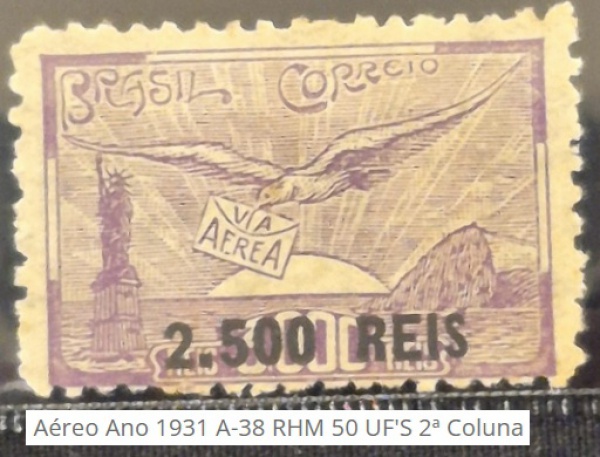 BRASIL CORREIO
VIA
AEREA
2.500 REIS
Aéreo Ano 1931 A-38 RHM 50 UF'S 2ª Coluna